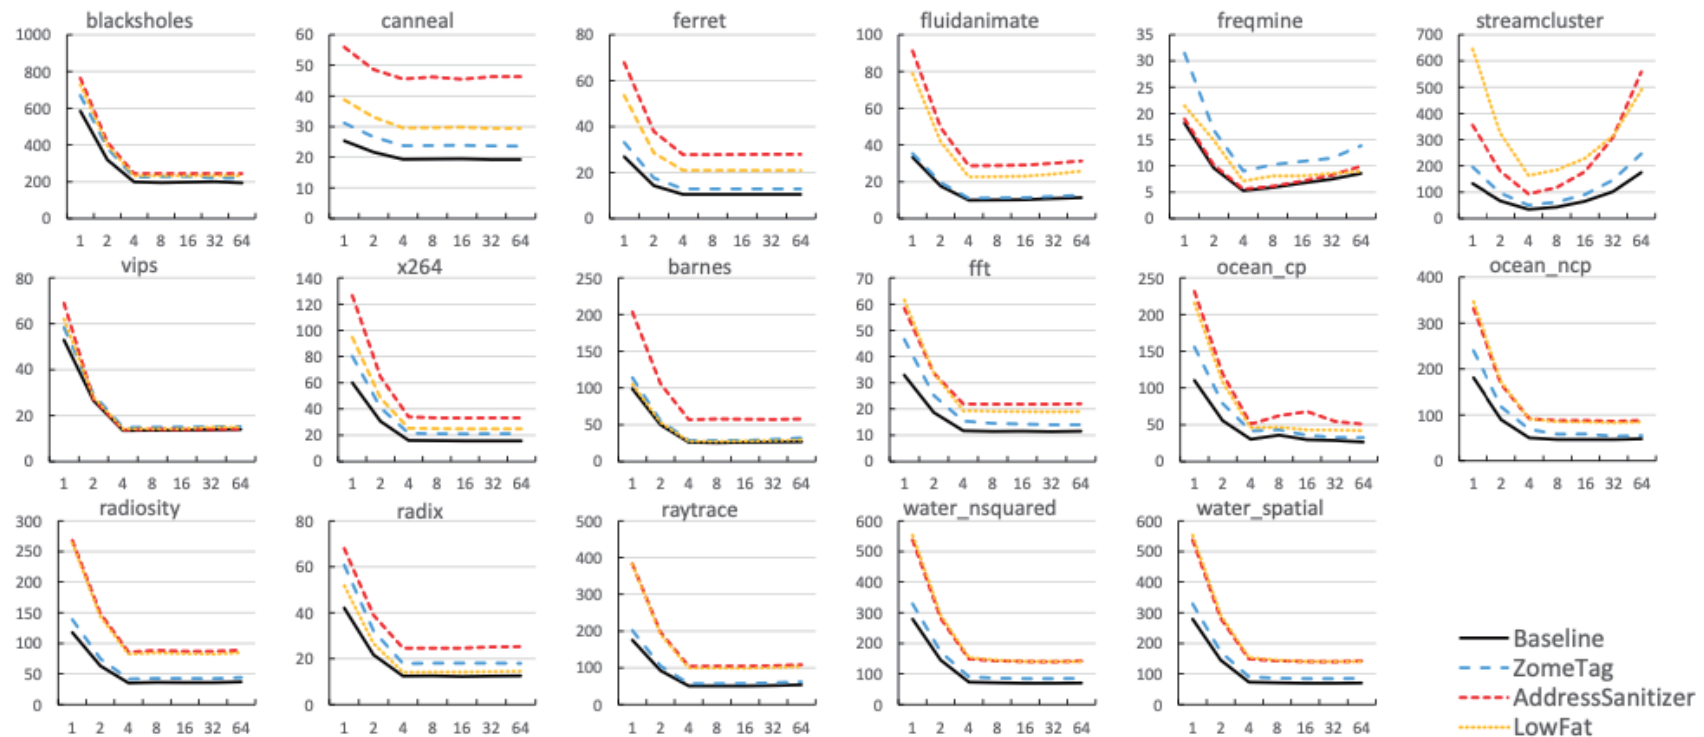 blacksholes canneal ferret fluidanimate freqmine streamcluster
1000 60 80 100 35 700
800 50 60 80 30 600
600 40 40 60 25 500
400 30 20 40 20 400
200 20 0 20 15 300
0 10 0 10 200
0 5 100
0 0
1 2 4 8 16 32 64 1 2 4 8 16 32 64 1 2 4 8 16 32 64 1 2 4 8 16 32 64 1 2 4 8 16 32 64 1 2 4 8 16 32 64
vips x264 barnes fft ocean_cp ocean_ncp
80 140 250 70 250 400
60 120 200 60 200 300
40 100 150 50 150 200
20 80 100 40 100 100
0 60 50 30 50 0
40 0 20 0
20 10
0 0
1 2 4 8 16 32 64 1 2 4 8 16 32 64 1 2 4 8 16 32 64 1 2 4 8 16 32 64 1 2 4 8 16 32 64 1 2 4 8 16 32 64
radiosity radix raytrace water_nsquared water_spatial
300 80 500 600 600
250 60 400 500 500
200 40 300 400 400
150 20 200 300 300
100 0 100 200 200
50 0 100 100
0 0 0
1 2 4 8 16 32 64 1 2 4 8 16 32 64 1 2 4 8 16 32 64 1 2 4 8 16 32 64 1 2 4 8 16 32 64
Baseline
ZomeTag
AddressSanitizer
LowFat